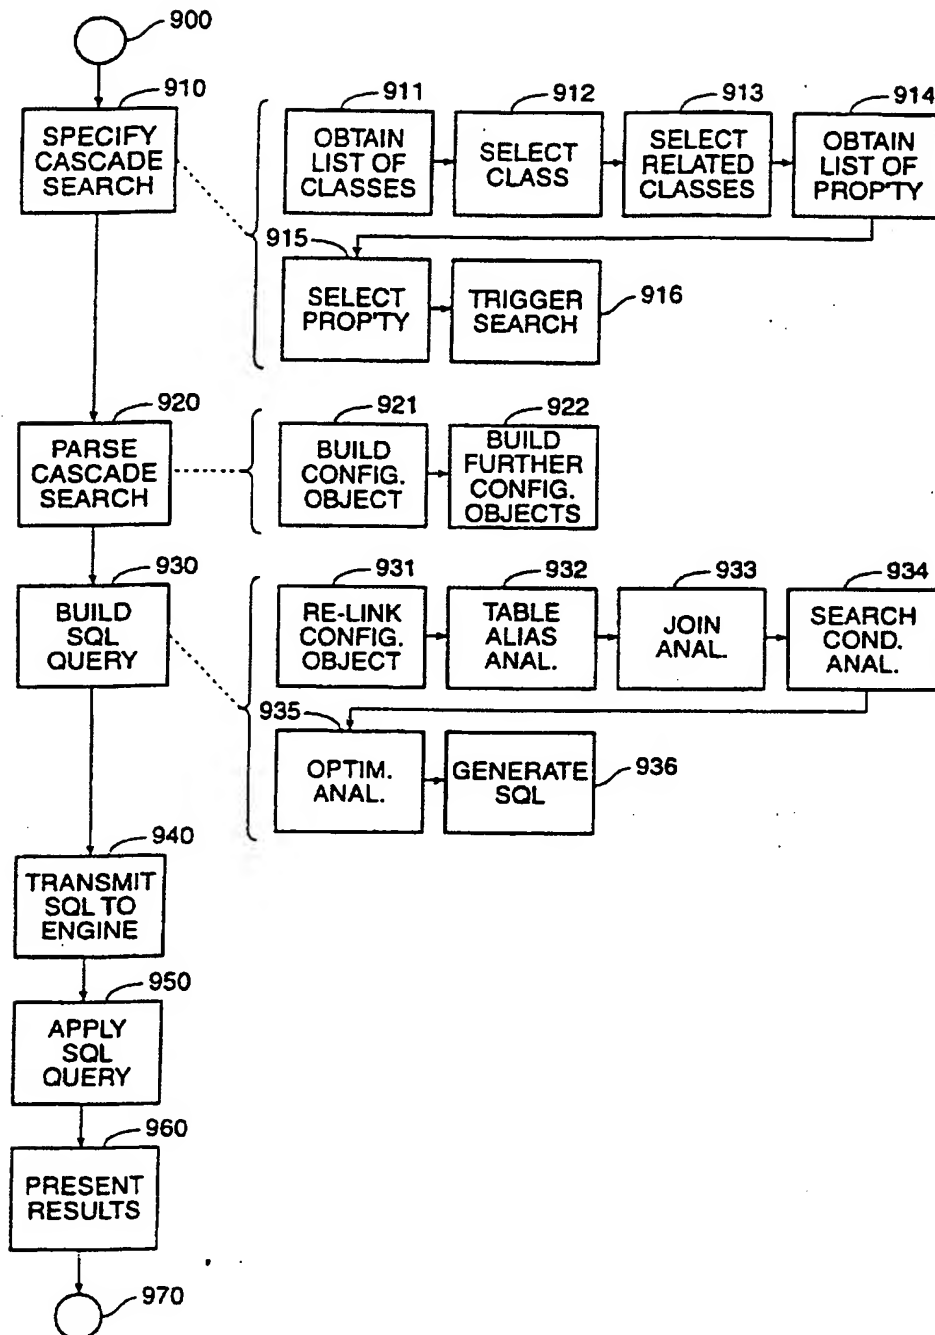 900
910
SPECIFY
CASCADE
SEARCH
911
OBTAIN
LIST OF
CLASSES
912
SELECT
CLASS
913
SELECT
RELATED
CLASSES
914
OBTAIN
LIST OF
PROP'TY
915
SELECT
PROP'TY
TRIGGER
SEARCH
916
920
PARSE
CASCADE
SEARCH
921
BUILD
CONFIG.
OBJECT
922
BUILD
FURTHER
CONFIG.
OBJECTS
930
BUILD
SQL
QUERY
931
RE-LINK
CONFIG.
OBJECT
932
TABLE
ALIAS
ANAL.
933
JOIN
ANAL.
934
SEARCH
COND.
ANAL.
935
OPTIM.
ANAL.
GENERATE
SQL
936
940
TRANSMIT
SQL TO
ENGINE
950
APPLY
SQL
QUERY
960
PRESENT
RESULTS
970